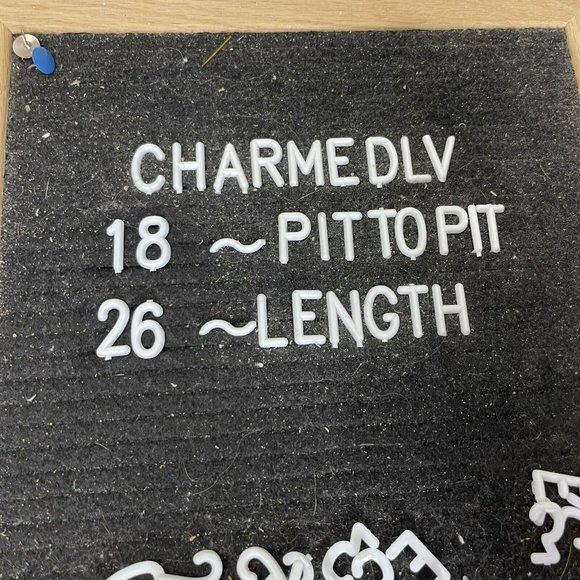 CHARMEDLV
18 ~ PIT TO PIT
26 ~LENGTH